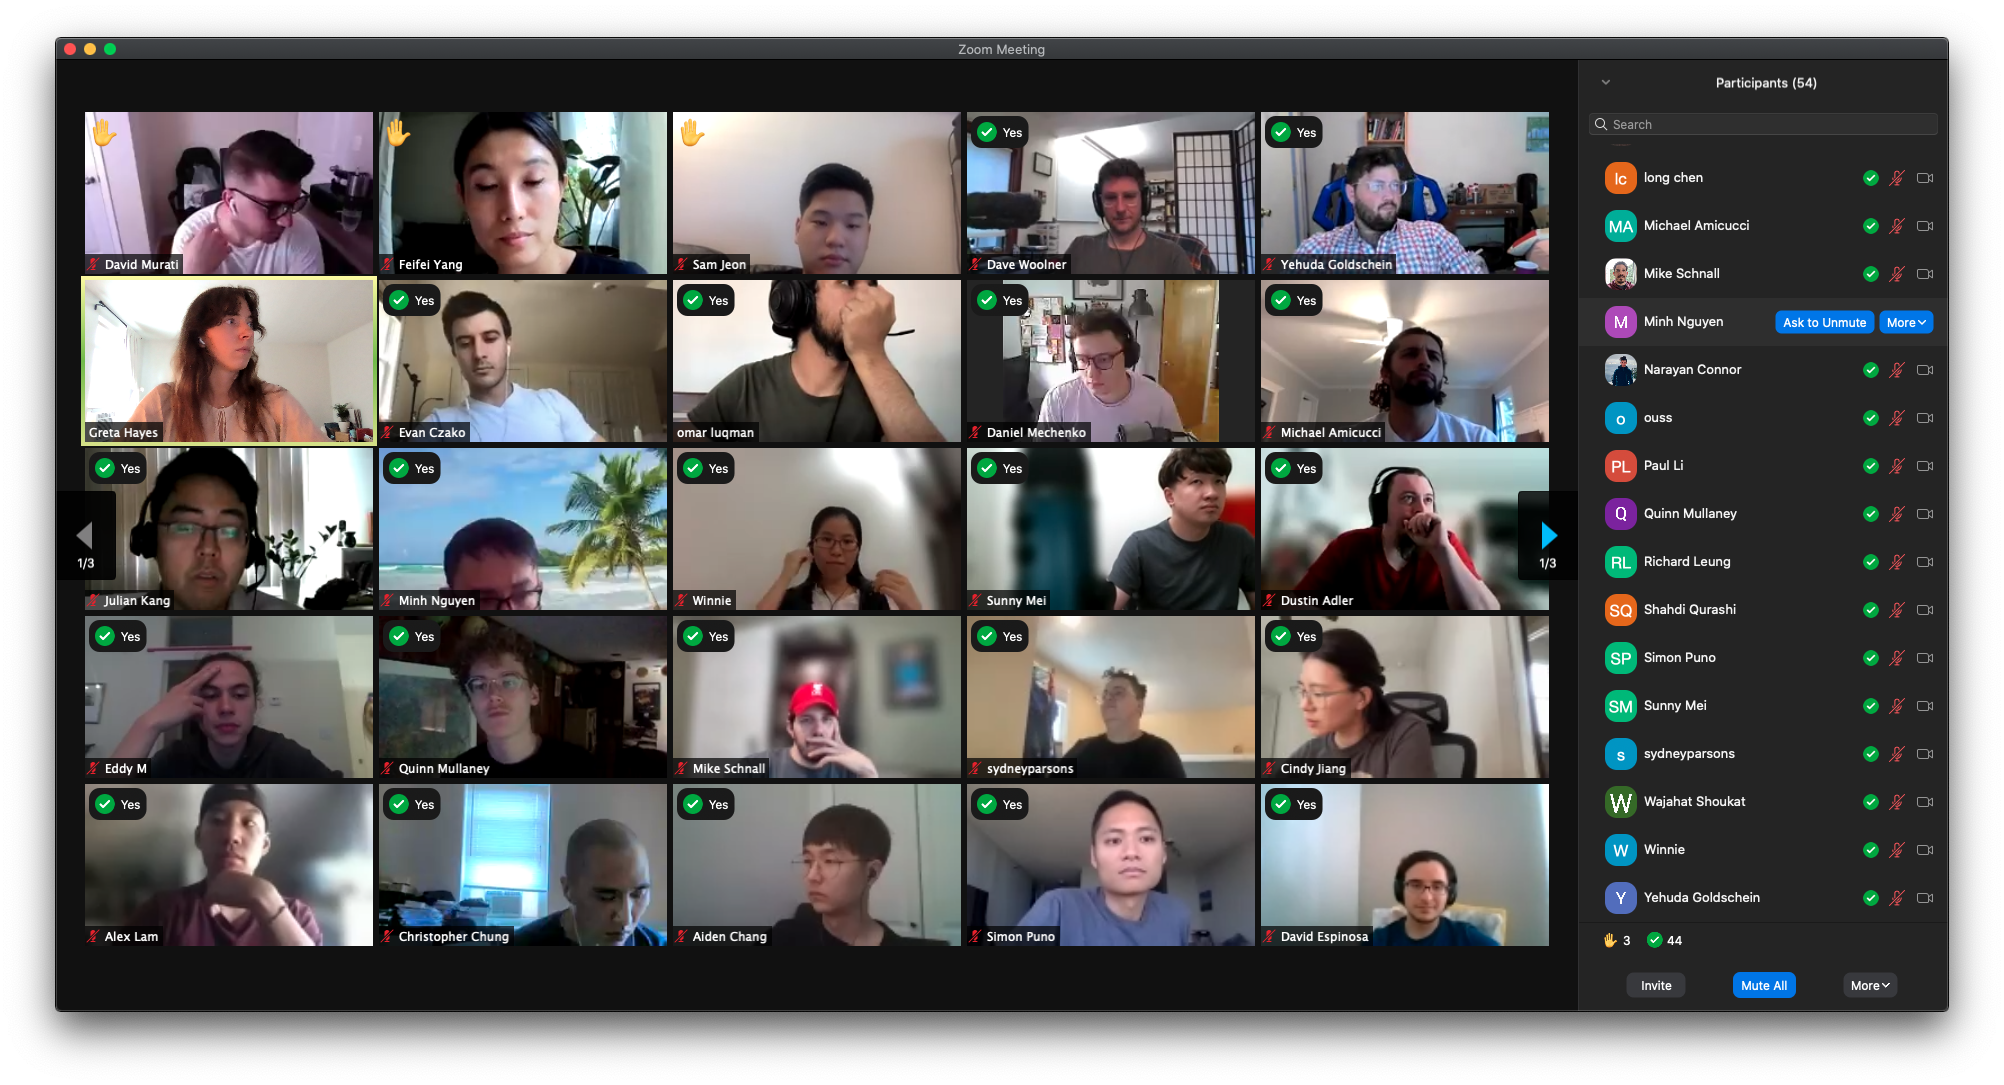 Zoom Meeting
David Murati
Feifei Yang
Sam Jeon
Yes
Dave Woolner
Yes
Yehuda Goldschein
Greta Hayes
Yes
Evan Czako
Yes
omar luqman
Yes
Daniel Mechenko
Yes
Michael Amicucci
Yes
Julian Kang
Yes
Minh Nguyen
Yes
Winnie
Yes
Sunny Mei
Yes
Dustin Adler
1/3
1/3
Yes
Eddy M
Yes
Quinn Mullaney
Yes
Mike Schnall
Yes
sydneyparsons
Yes
Cindy Jiang
Yes
Alex Lam
Yes
Christopher Chung
Yes
Aiden Chang
Yes
Simon Puno
Yes
David Espinosa
Participants (54)
Search
lc long chen
MA Michael Amicucci
Mike Schnall
M Minh Nguyen Ask to Unmute More
Narayan Connor
o ouss
PL Paul Li
Q Quinn Mullaney
RL Richard Leung
SQ Shahdi Qurashi
SP Simon Puno
SM Sunny Mei
s sydneyparsons
W Wajahat Shoukat
W Winnie
Y Yehuda Goldschein
3 44
Invite Mute All More